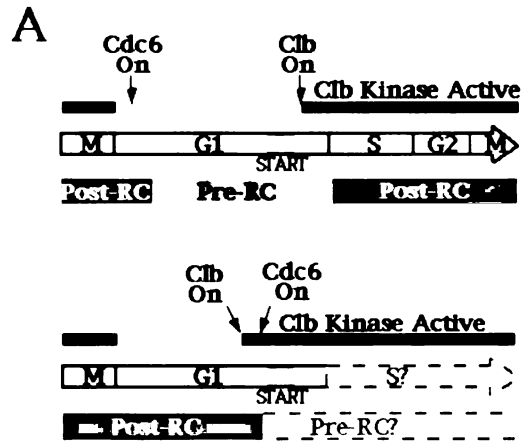 A
Cdc6 Clb
On On
Clb Kinase Active
M G1 S G2 M
START
Post-RC Pre-RC Post-RC
Clb Cdc6
On On
Clb Kinase Active
M G1 S?
START
Post-RC Pre-RC?